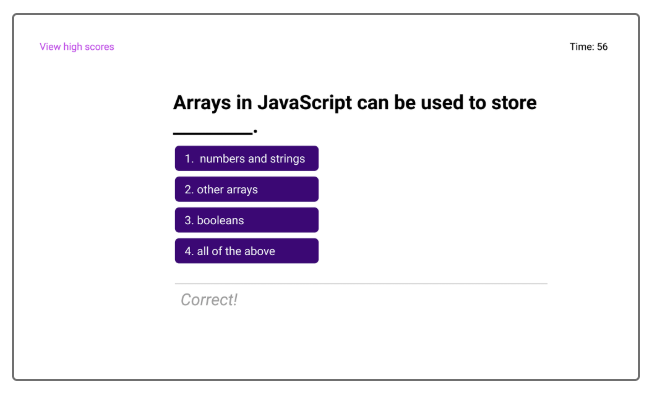 View high scores
Time: 56
Arrays in JavaScript can be used to store
________.
1. numbers and strings
2. other arrays
3. booleans
4. all of the above
Correct!